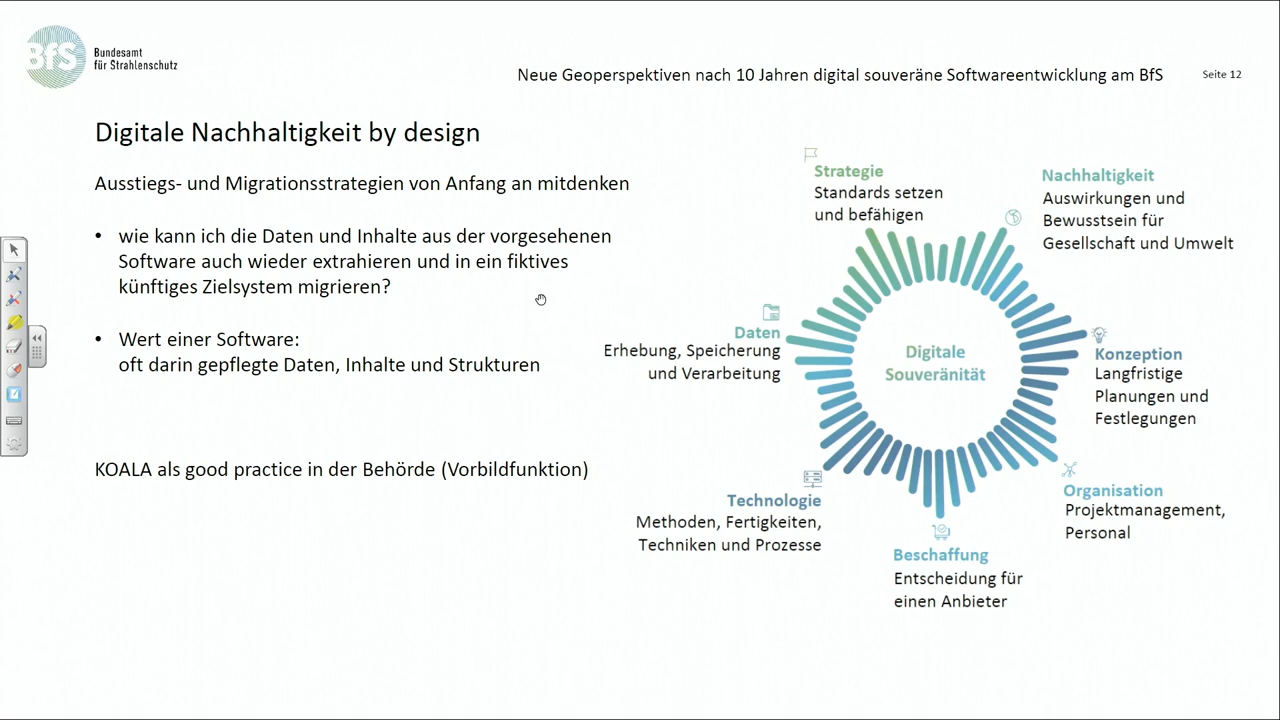 BfS
Bundesamt
für Strahlenschutz
Neue Geoperspektiven nach 10 Jahren digital souveräne Softwareentwicklung am BfS
Seite 12
Digitale Nachhaltigkeit by design
Ausstiegs- und Migrationsstrategien von Anfang an mitdenken
• wie kann ich die Daten und Inhalte aus der vorgesehenen
Software auch wieder extrahieren und in ein fiktives
künftiges Zielsystem migrieren?
• Wert einer Software:
oft darin gepflegte Daten, Inhalte und Strukturen
KOALA als good practice in der Behörde (Vorbildfunktion)
Strategie
Standards setzen
und befähigen
Nachhaltigkeit
Auswirkungen und
Bewusstsein für
Gesellschaft und Umwelt
Daten
Erhebung, Speicherung
und Verarbeitung
Digitale
Souveränität
Konzeption
Langfristige
Planungen und
Festlegungen
Technologie
Methoden, Fertigkeiten,
Techniken und Prozesse
Organisation
Projektmanagement,
Personal
Beschaffung
Entscheidung für
einen Anbieter